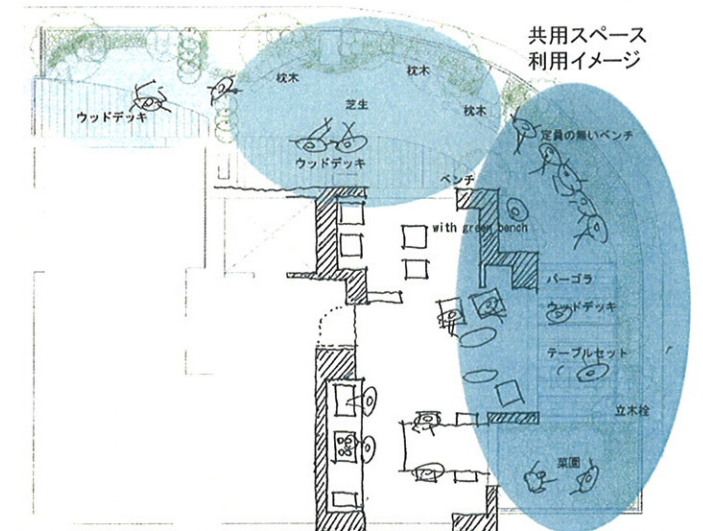 共用スペース
利用イメージ
枕木
枕木
ウッドデッキ
芝生
枕木
定員の無いベンチ
ウッドデッキ
ベンチ
with green bench
パーゴラ
ウッドデッキ
テーブルセット
立木栓
菜園